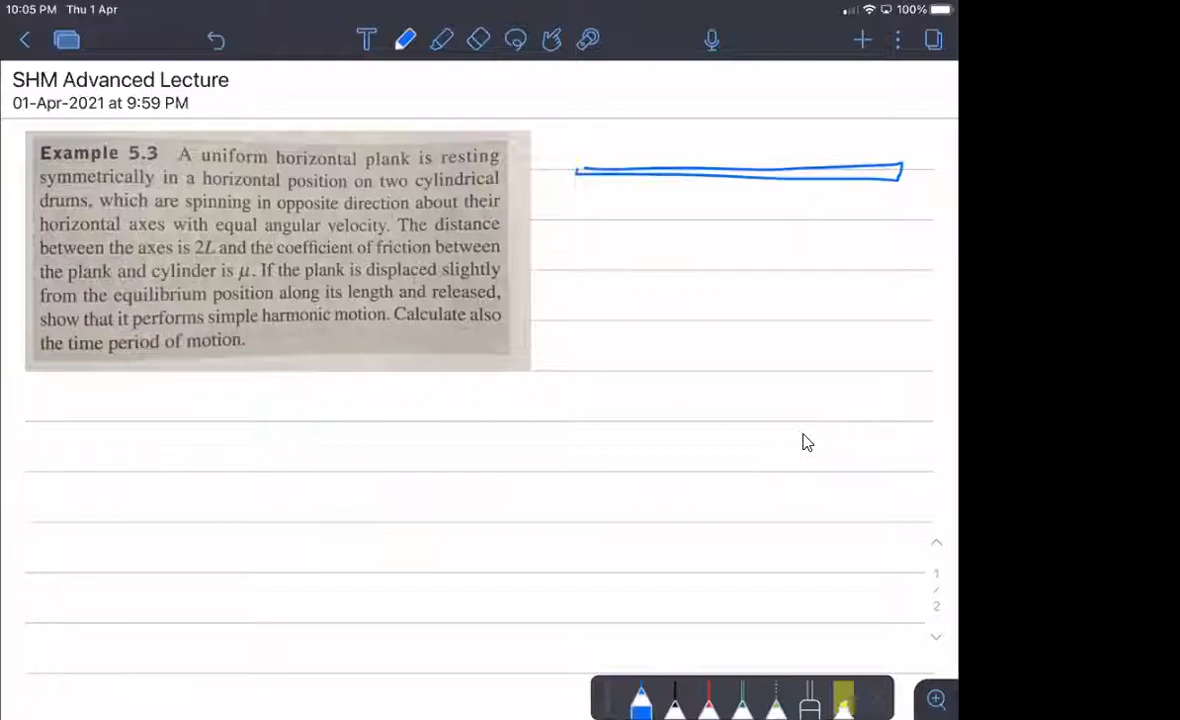 10:05 PM Thu 1 Apr
100%
SHM Advanced Lecture
01-Apr-2021 at 9:59 PM
Example 5.3 A uniform horizontal plank is resting
symmetrically in a horizontal position on two cylindrical
drums, which are spinning in opposite direction about their
horizontal axes with equal angular velocity. The distance
between the axes is 2L and the coefficient of friction between
the plank and cylinder is μ. If the plank is displaced slightly
from the equilibrium position along its length and released,
show that it performs simple harmonic motion. Calculate also
the time period of motion.
1
/
2